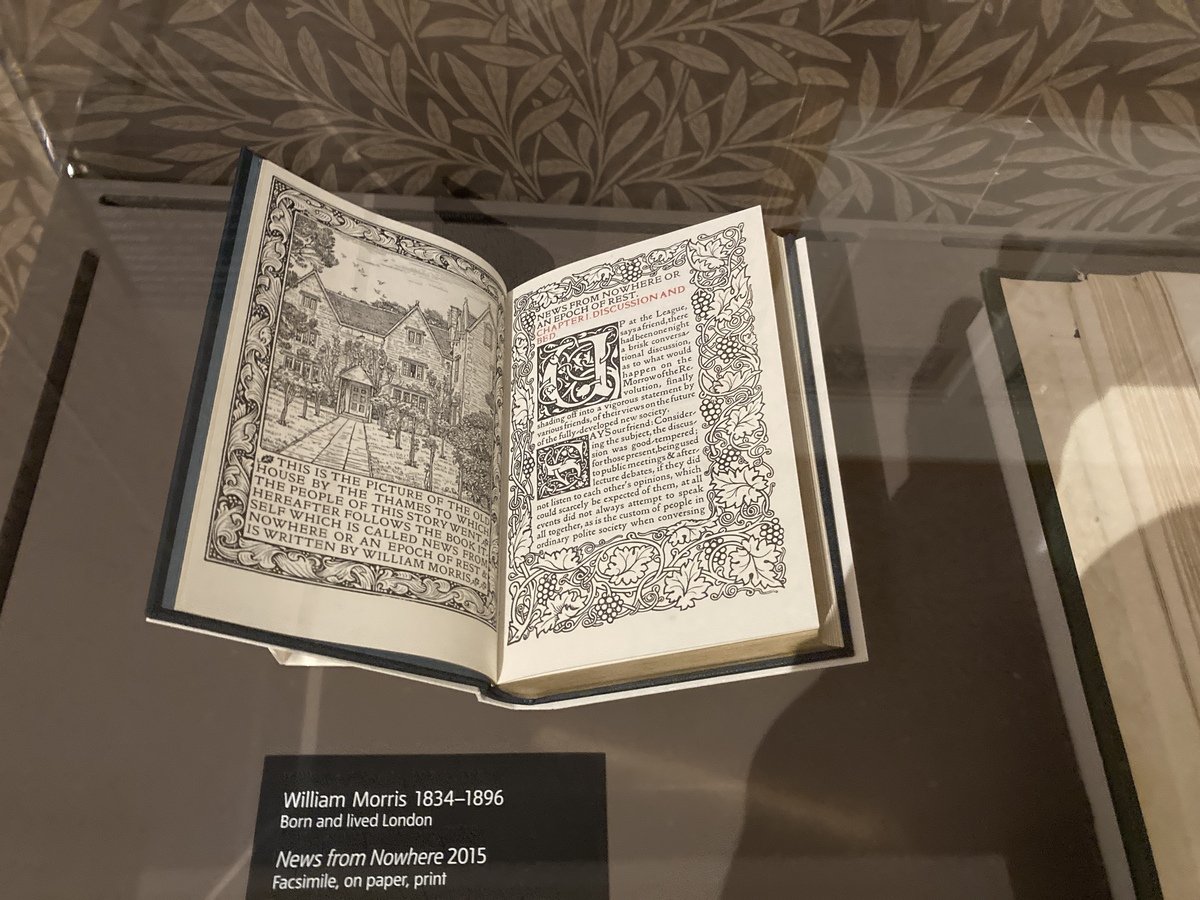 THIS IS THE PICTURE OF THE OLD
HOUSE BY THE THAMES TO WHICH
THE PEOPLE OF THIS STORY WENT
HEREAFTER FOLLOWS THE BOOK IT-
SELF WHICH IS CALLED NEWS FROM
NOWHERE OR AN EPOCH OF REST &
IS WRITTEN BY WILLIAM MORRIS
NEWS FROM NOWHERE OR
AN EPOCH OF REST.
CHAPTER I. DISCUSSION AND
BED
UP at the League,
says a friend, there
had been one night
a brisk conversa-
tional discussion,
as to what would
happen on the
Morrow of the Re-
volution, finally
shading off into a vigorous statement by
various friends, of their views on the future
of the fully-developed new society.
SAYS our friend: Consider-
ing the subject, the discus-
sion was good-tempered;
for those present, being used
to public meetings & after-
lecture debates, if they did
not listen to each other's opinions, which
could scarcely be expected of them, at all
events did not always attempt to speak
all together, as is the custom of people in
ordinary polite society when conversing
William Morris 1834–1896
Born and lived London
News from Nowhere 2015
Facsimile, on paper, print